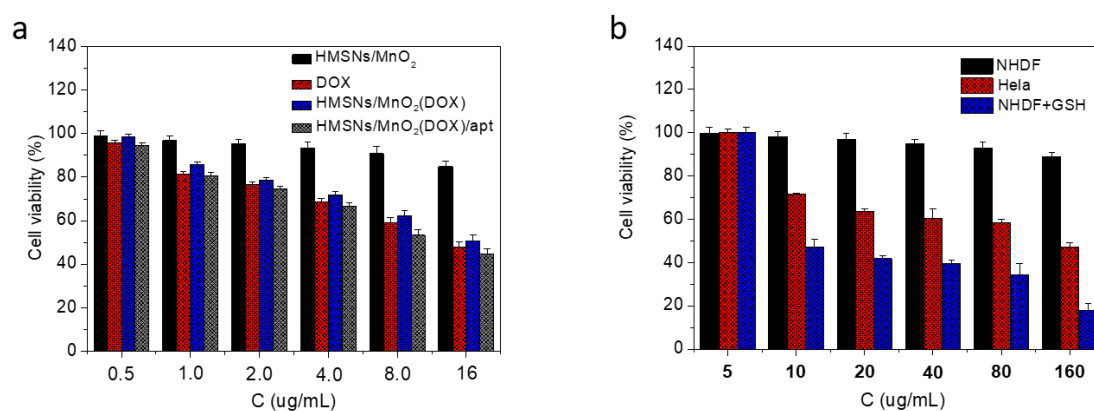 a
140
120
100
80
60
40
20
0
Cell viability (%)
HMSNs/MnO₂
DOX
HMSNs/MnO₂(DOX)
HMSNs/MnO₂(DOX)/apt
0.5 1.0 2.0 4.0 8.0 16
C (ug/mL)
b
140
120
100
80
60
40
20
0
Cell viability (%)
NHDF
Hela
NHDF+GSH
5 10 20 40 80 160
C (ug/mL)